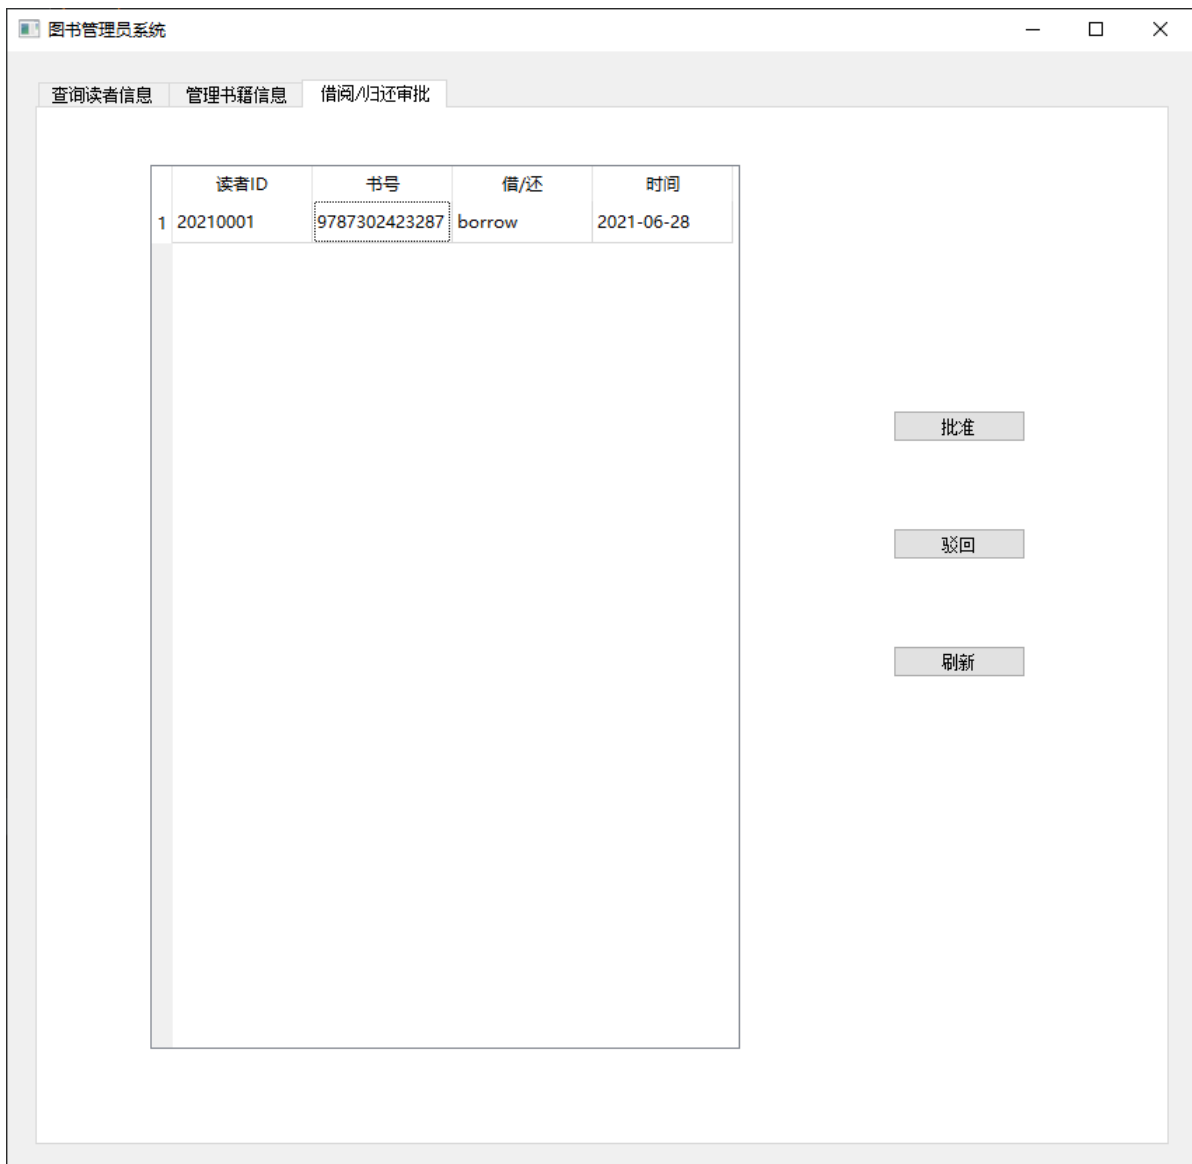 图书管理员系统
查询读者信息 管理书籍信息 借阅/归还审批
读者ID 书号 借/还 时间
1 20210001 9787302423287 borrow 2021-06-28
批准
驳回
刷新